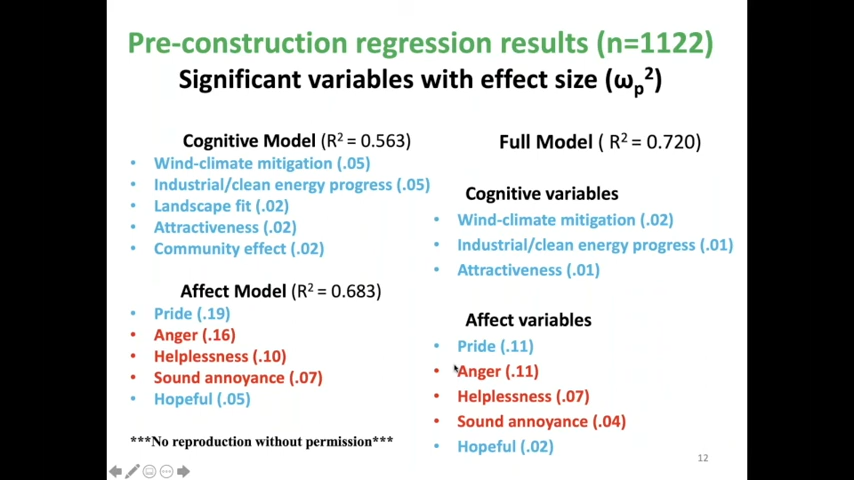 Pre-construction regression results (n=1122)
Significant variables with effect size (ωp²)
Cognitive Model (R² = 0.563)
• Wind-climate mitigation (.05)
• Industrial/clean energy progress (.05)
• Landscape fit (.02)
• Attractiveness (.02)
• Community effect (.02)
Affect Model (R² = 0.683)
• Pride (.19)
• Anger (.16)
• Helplessness (.10)
• Sound annoyance (.07)
• Hopeful (.05)
***No reproduction without permission***
Full Model ( R² = 0.720)
Cognitive variables
• Wind-climate mitigation (.02)
• Industrial/clean energy progress (.01)
• Attractiveness (.01)
Affect variables
• Pride (.11)
• Anger (.11)
• Helplessness (.07)
• Sound annoyance (.04)
• Hopeful (.02)
12